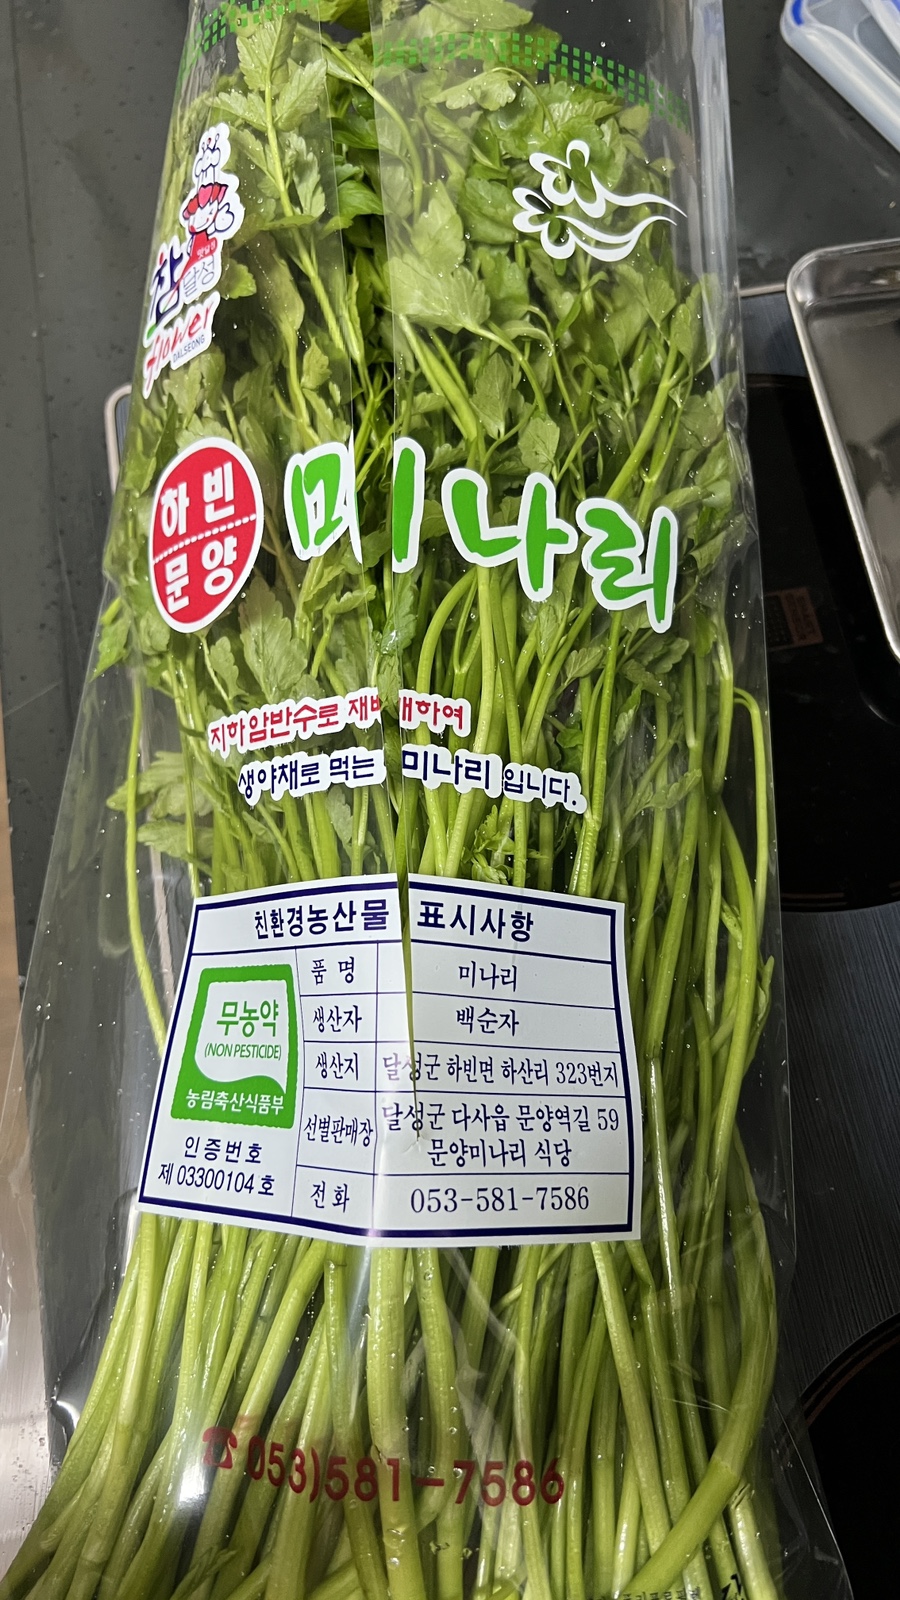 참
달성
flower
DALSEONG
하빈
문양
미나리
지하암반수로 재배하여
생야채로 먹는 미나리 입니다.
친환경농산물 표시사항
무농약
(NON PESTICIDE)
농림축산식품부
인증번호
제 03300104 호
품 명 미나리
생산자 백순자
생산지 달성군 하빈면 하산리 323번지
선별판매장 달성군 다사읍 문양역길 59
문양미나리 식당
전 화 053-581-7586
☎ 053)581-7586